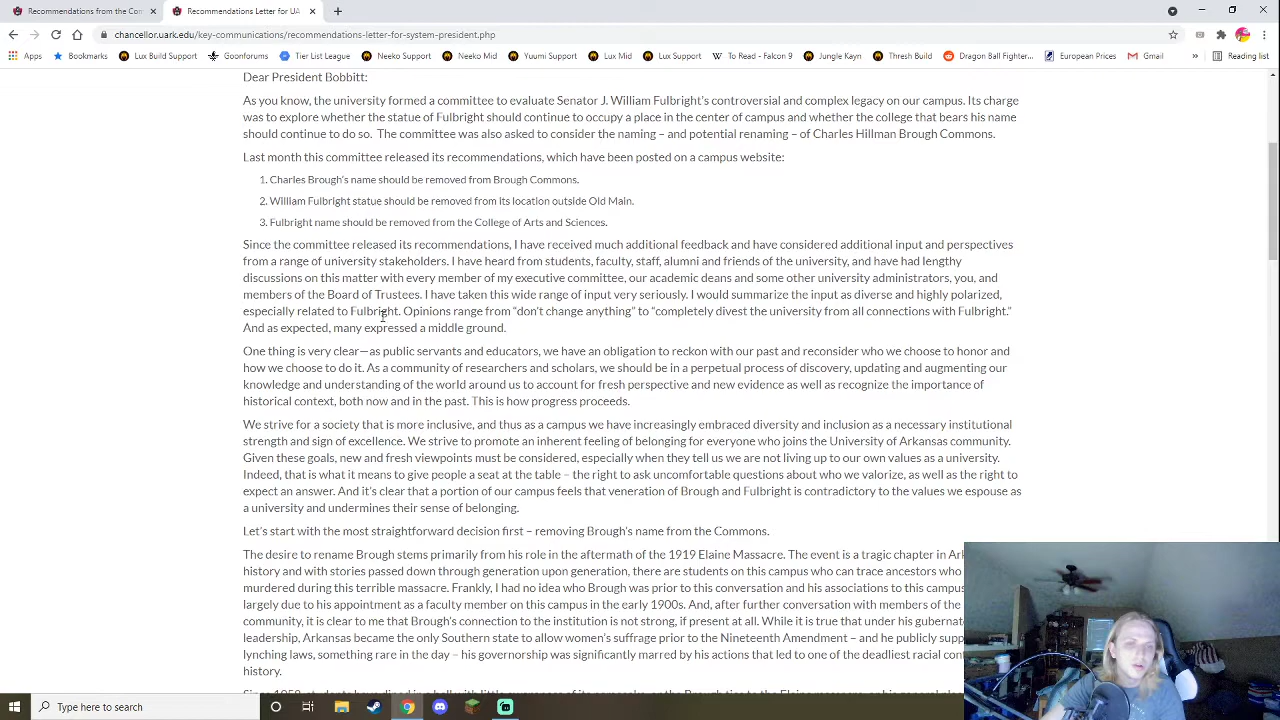 Recommendations from the Com
Recommendations Letter for UA
chancellor.uark.edu/key-communications/recommendations-letter-for-system-president.php
Apps Bookmarks Lux Build Support Goonforums Tier List League Neeko Support Neeko Mid Yuumi Support Lux Mid Lux Support To Read - Falcon 9 Jungle Kayn Thresh Build Dragon Ball Fighter... European Prices Gmail » Reading list
Dear President Bobbitt:
As you know, the university formed a committee to evaluate Senator J. William Fulbright's controversial and complex legacy on our campus. Its charge
was to explore whether the statue of Fulbright should continue to occupy a place in the center of campus and whether the college that bears his name
should continue to do so. The committee was also asked to consider the naming – and potential renaming – of Charles Hillman Brough Commons.
Last month this committee released its recommendations, which have been posted on a campus website:
1. Charles Brough's name should be removed from Brough Commons.
2. William Fulbright statue should be removed from its location outside Old Main.
3. Fulbright name should be removed from the College of Arts and Sciences.
Since the committee released its recommendations, I have received much additional feedback and have considered additional input and perspectives
from a range of university stakeholders. I have heard from students, faculty, staff, alumni and friends of the university, and have had lengthy
discussions on this matter with every member of my executive committee, our academic deans and some other university administrators, you, and
members of the Board of Trustees. I have taken this wide range of input very seriously. I would summarize the input as diverse and highly polarized,
especially related to Fulbright. Opinions range from “don't change anything” to “completely divest the university from all connections with Fulbright.”
And as expected, many expressed a middle ground.
One thing is very clear—as public servants and educators, we have an obligation to reckon with our past and reconsider who we choose to honor and
how we choose to do it. As a community of researchers and scholars, we should be in a perpetual process of discovery, updating and augmenting our
knowledge and understanding of the world around us to account for fresh perspective and new evidence as well as recognize the importance of
historical context, both now and in the past. This is how progress proceeds.
We strive for a society that is more inclusive, and thus as a campus we have increasingly embraced diversity and inclusion as a necessary institutional
strength and sign of excellence. We strive to promote an inherent feeling of belonging for everyone who joins the University of Arkansas community.
Given these goals, new and fresh viewpoints must be considered, especially when they tell us we are not living up to our own values as a university.
Indeed, that is what it means to give people a seat at the table – the right to ask uncomfortable questions about who we valorize, as well as the right to
expect an answer. And it's clear that a portion of our campus feels that veneration of Brough and Fulbright is contradictory to the values we espouse as
a university and undermines their sense of belonging.
Let's start with the most straightforward decision first – removing Brough's name from the Commons.
The desire to rename Brough stems primarily from his role in the aftermath of the 1919 Elaine Massacre. The event is a tragic chapter in Ark
history and with stories passed down through generation upon generation, there are students on this campus who can trace ancestors who
murdered during this terrible massacre. Frankly, I had no idea who Brough was prior to this conversation and his associations to this campus
largely due to his appointment as a faculty member on this campus in the early 1900s. And, after further conversation with members of the
community, it is clear to me that Brough's connection to the institution is not strong, if present at all. While it is true that under his gubernat
leadership, Arkansas became the only Southern state to allow women's suffrage prior to the Nineteenth Amendment – and he publicly supp
lynching laws, something rare in the day – his governorship was significantly marred by his actions that led to one of the deadliest racial con
history.
Type here to search